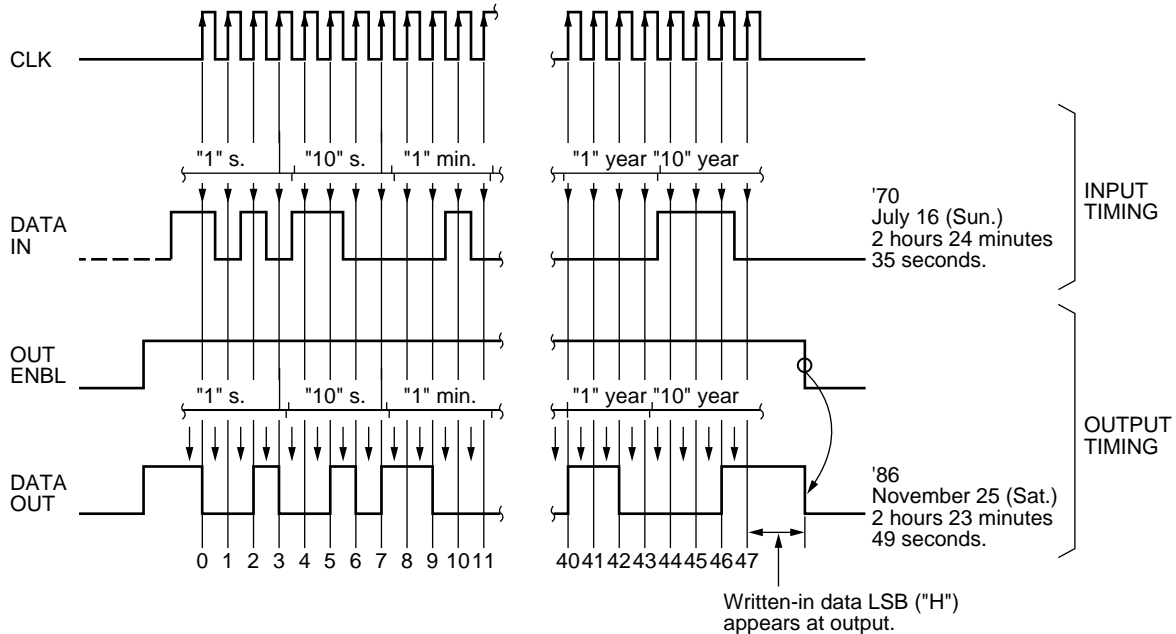 CLK
"1" s. "10" s. "1" min. "1" year "10" year
DATA
IN
'70
July 16 (Sun.)
2 hours 24 minutes
35 seconds.
INPUT
TIMING
OUT
ENBL
"1" s. "10" s. "1" min. "1" year "10" year
DATA
OUT
'86
November 25 (Sat.)
2 hours 23 minutes
49 seconds.
OUTPUT
TIMING
0 1 2 3 4 5 6 7 8 9 10 11 40 41 42 43 44 45 46 47
Written-in data LSB ("H")
appears at output.